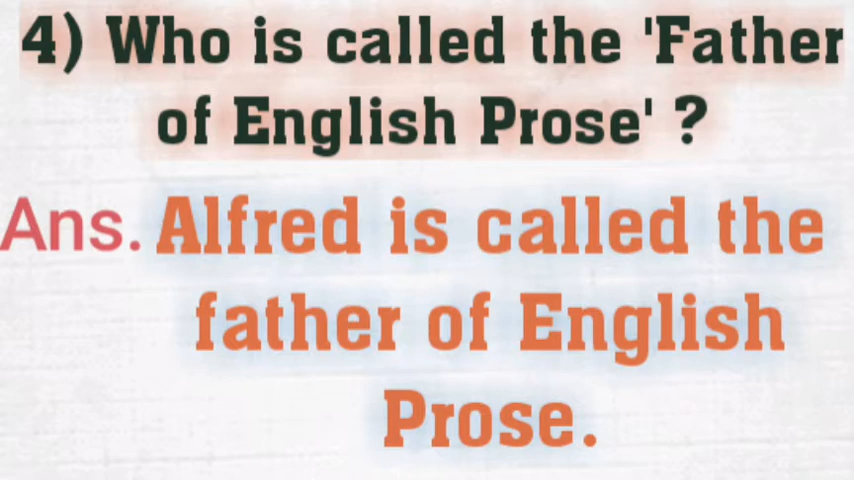 4) Who is called the 'Father
of English Prose' ?
Ans. Alfred is called the
father of English
Prose.